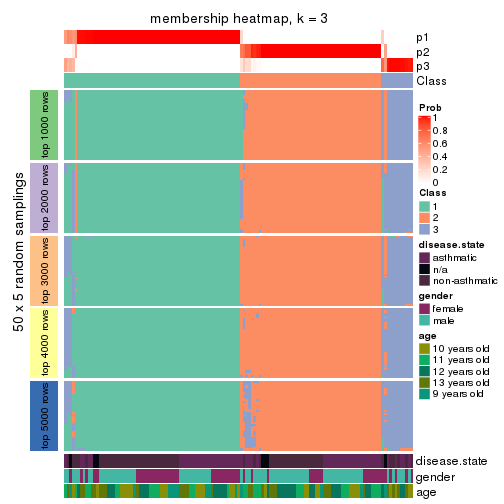 membership heatmap, k = 3
p1
p2
p3
Class
50 x 5 random samplings
top 1000 rows
top 2000 rows
top 3000 rows
top 4000 rows
top 5000 rows
disease.state
gender
age
Prob
1
0.8
0.6
0.4
0.2
0
Class
1
2
3
disease.state
asthmatic
n/a
non-asthmatic
gender
female
male
age
10 years old
11 years old
12 years old
13 years old
9 years old